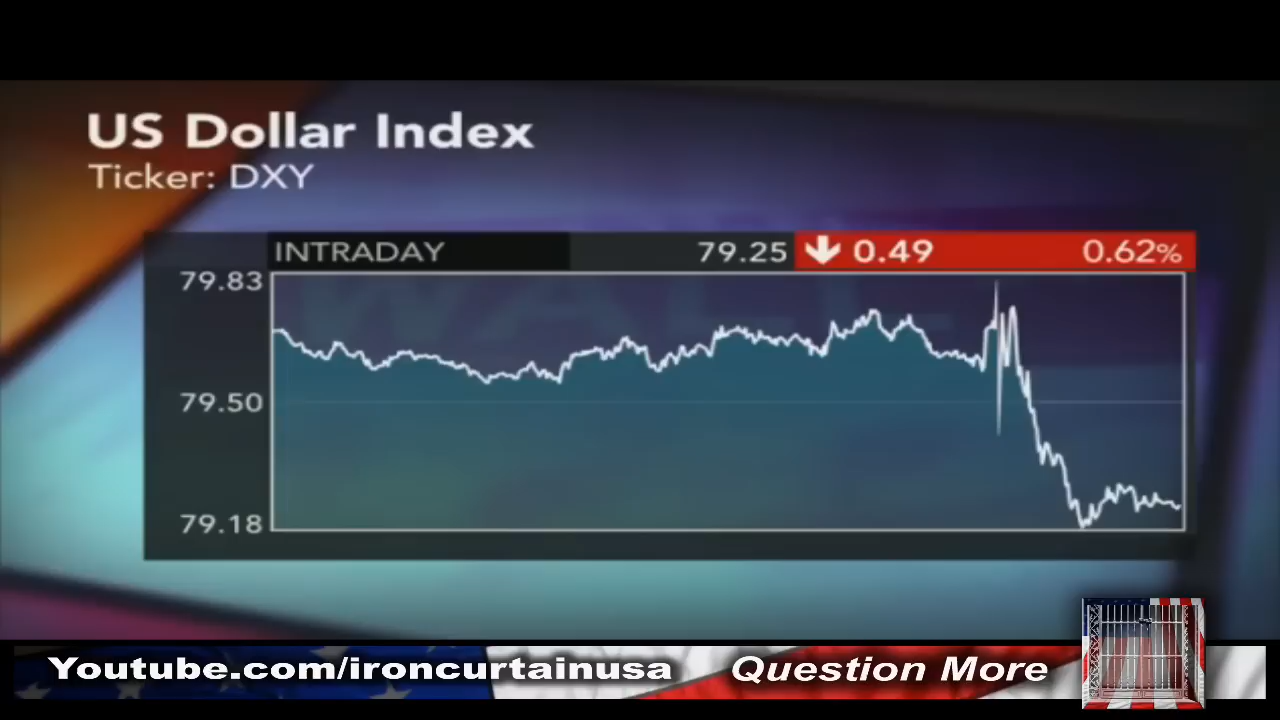 US Dollar Index
Ticker: DXY
INTRADAY 79.25 0.49 0.62%
79.83
79.50
79.18
WALL
Youtube.com/ironcurtainusa Question More